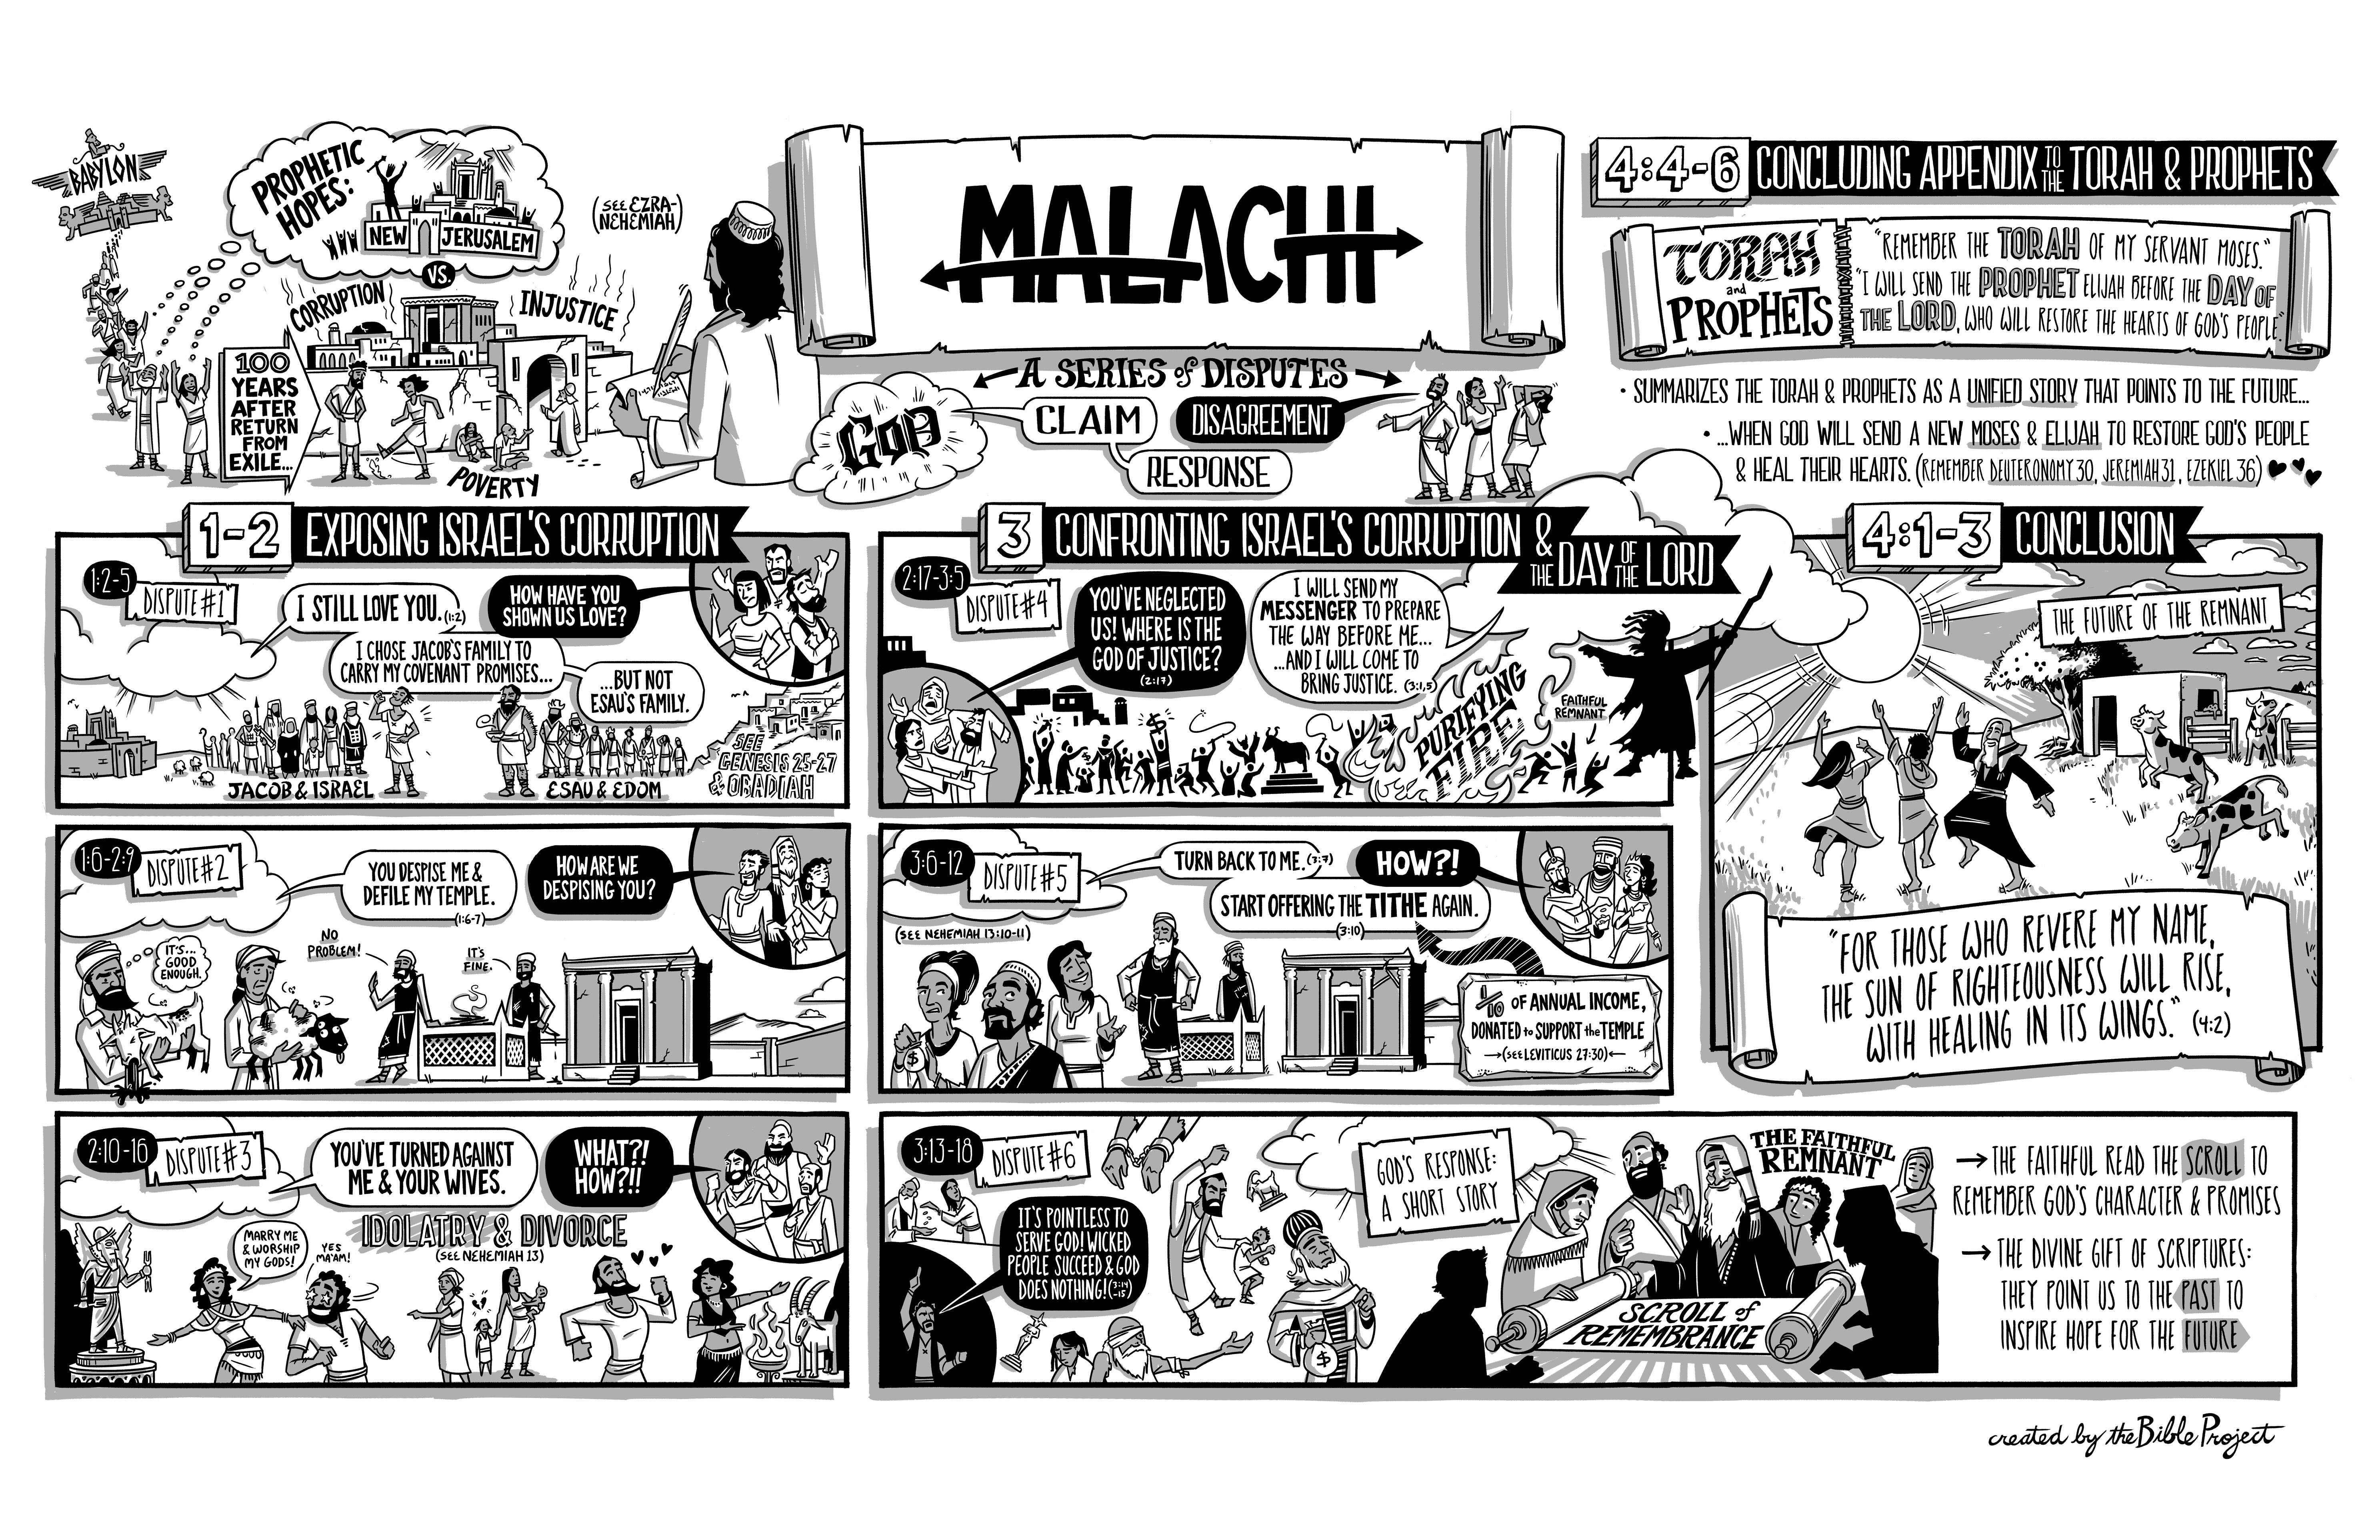 BABYLON
PROPHETIC
HOPES:
NEW JERUSALEM
VS.
CORRUPTION
INJUSTICE
100
YEARS
AFTER
RETURN
FROM
EXILE...
POVERTY
(SEE EZRA-
NEHEMIAH)
MALACHI
A SERIES of DISPUTES
GOD
CLAIM
DISAGREEMENT
RESPONSE
4:4-6 CONCLUDING APPENDIX TO THE TORAH & PROPHETS
TORAH
and
PROPHETS
"REMEMBER THE TORAH OF MY SERVANT MOSES."
"I WILL SEND THE PROPHET ELIJAH BEFORE THE DAY OF
THE LORD, WHO WILL RESTORE THE HEARTS OF GOD'S PEOPLE."
• SUMMARIZES THE TORAH & PROPHETS AS A UNIFIED STORY THAT POINTS TO THE FUTURE...
• ...WHEN GOD WILL SEND A NEW MOSES & ELIJAH TO RESTORE GOD'S PEOPLE
& HEAL THEIR HEARTS. (REMEMBER DEUTERONOMY 30, JEREMIAH 31, EZEKIEL 36)
1-2 EXPOSING ISRAEL'S CORRUPTION
1:2-5
DISPUTE #1
I STILL LOVE YOU. (1:2)
HOW HAVE YOU
SHOWN US LOVE?
I CHOSE JACOB'S FAMILY TO
CARRY MY COVENANT PROMISES...
...BUT NOT
ESAU'S FAMILY.
JACOB & ISRAEL
ESAU & EDOM
SEE
GENESIS 25-27
& OBADIAH
1:6-2:9
DISPUTE #2
YOU DESPISE ME &
DEFILE MY TEMPLE.
(1:6-7)
HOW ARE WE
DESPISING YOU?
IT'S...
GOOD
ENOUGH.
NO
PROBLEM!
IT'S
FINE.
2:10-16
DISPUTE #3
YOU'VE TURNED AGAINST
ME & YOUR WIVES.
WHAT?!
HOW?!!
IDOLATRY & DIVORCE
(SEE NEHEMIAH 13)
MARRY ME
& WORSHIP
MY GODS!
YES
MA'AM!
3 CONFRONTING ISRAEL'S CORRUPTION &
THE DAY OF THE LORD
2:17-3:5
DISPUTE #4
YOU'VE NEGLECTED
US! WHERE IS THE
GOD OF JUSTICE?
(2:17)
I WILL SEND MY
MESSENGER TO PREPARE
THE WAY BEFORE ME...
...AND I WILL COME TO
BRING JUSTICE. (3:1,5)
$
PURIFYING
FIRE
FAITHFUL
REMNANT
3:6-12
DISPUTE #5
TURN BACK TO ME. (3:7)
HOW?!
START OFFERING THE TITHE AGAIN.
(3:10)
(SEE NEHEMIAH 13:10-11)
$
1/10 OF ANNUAL INCOME,
DONATED to SUPPORT the TEMPLE
→(SEE LEVITICUS 27:30)←
3:13-18
DISPUTE #6
IT'S POINTLESS TO
SERVE GOD! WICKED
PEOPLE SUCCEED & GOD
DOES NOTHING! (3:14-15)
$
GOD'S RESPONSE:
A SHORT STORY
THE FAITHFUL
REMNANT
SCROLL of
REMEMBRANCE
→ THE FAITHFUL READ THE SCROLL TO
REMEMBER GOD'S CHARACTER & PROMISES
→ THE DIVINE GIFT OF SCRIPTURES:
THEY POINT US TO THE PAST TO
INSPIRE HOPE FOR THE FUTURE
4:1-3 CONCLUSION
THE FUTURE OF THE REMNANT
"FOR THOSE WHO REVERE MY NAME,
THE SUN OF RIGHTEOUSNESS WILL RISE,
WITH HEALING IN ITS WINGS." (4:2)
created by the Bible Project